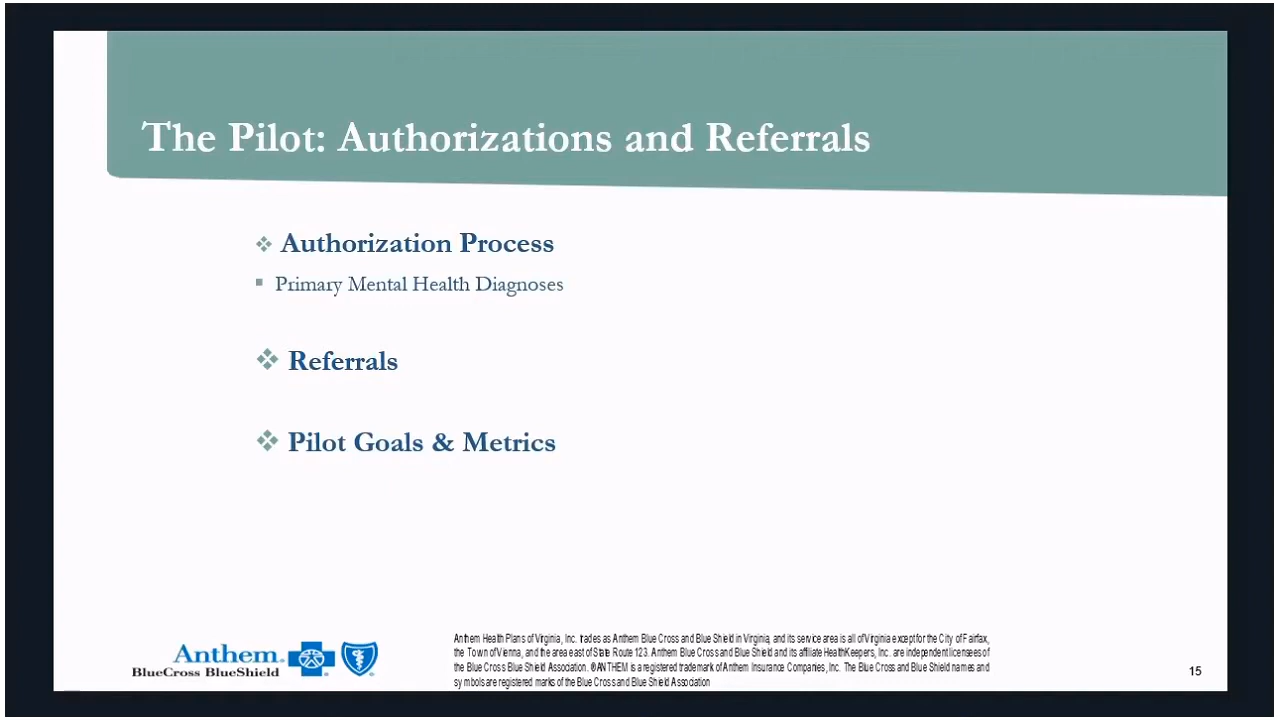 The Pilot: Authorizations and Referrals
Authorization Process
Primary Mental Health Diagnoses
Referrals
Pilot Goals & Metrics
Anthem®
BlueCross BlueShield
Anthem Health Plans of Virginia, Inc. trades as Anthem Blue Cross and Blue Shield in Virginia, and its service area is all of Virginia except for the City of Fairfax,
the Town of Vienna, and the area east of State Route 123. Anthem Blue Cross and Blue Shield and its affiliate HealthKeepers, Inc. are independent licensees of
the Blue Cross Blue Shield Association. ®ANTHEM is a registered trademark of Anthem Insurance Companies, Inc. The Blue Cross and Blue Shield names and
symbols are registered marks of the Blue Cross and Blue Shield Association
15